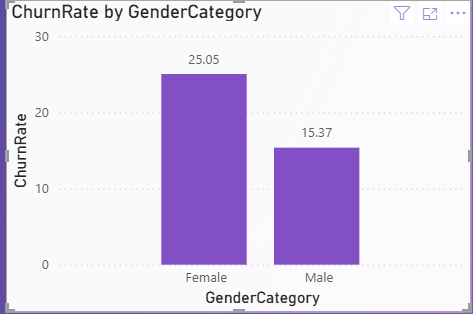 ChurnRate by GenderCategory
30
25.05
20
15.37
ChurnRate
10
0
Female Male
GenderCategory